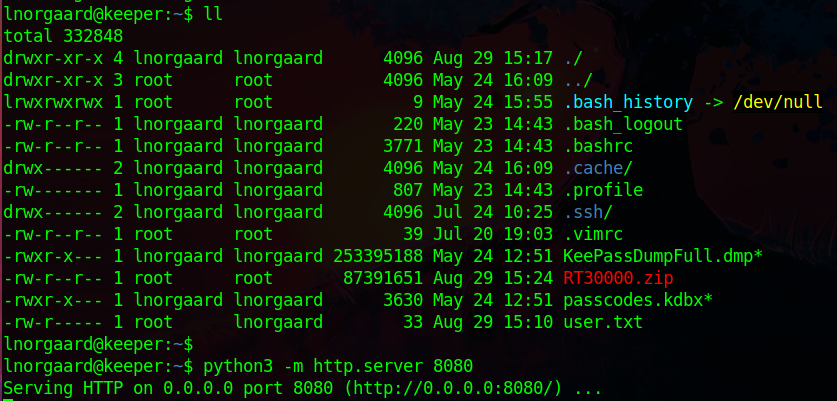 lnorgaard@keeper:~$ ll
total 332848
drwxr-xr-x 4 lnorgaard lnorgaard      4096 Aug 29 15:17 ./
drwxr-xr-x 3 root      root           4096 May 24 16:09 ../
lrwxrwxrwx 1 root      root              9 May 24 15:55 .bash_history -> /dev/null
-rw-r--r-- 1 lnorgaard lnorgaard       220 May 23 14:43 .bash_logout
-rw-r--r-- 1 lnorgaard lnorgaard      3771 May 23 14:43 .bashrc
drwx------ 2 lnorgaard lnorgaard      4096 May 24 16:09 .cache/
-rw------- 1 lnorgaard lnorgaard       807 May 23 14:43 .profile
drwx------ 2 lnorgaard lnorgaard      4096 Jul 24 10:25 .ssh/
-rw-r--r-- 1 root      root             39 Jul 20 19:03 .vimrc
-rwxr-x--- 1 lnorgaard lnorgaard 253395188 May 24 12:51 KeePassDumpFull.dmp*
-rw-r--r-- 1 root      root       87391651 Aug 29 15:24 RT30000.zip
-rwxr-x--- 1 lnorgaard lnorgaard      3630 May 24 12:51 passcodes.kdbx*
-rw-r----- 1 root      lnorgaard        33 Aug 29 15:10 user.txt
lnorgaard@keeper:~$
lnorgaard@keeper:~$ python3 -m http.server 8080
Serving HTTP on 0.0.0.0 port 8080 (http://0.0.0.0:8080/) ...